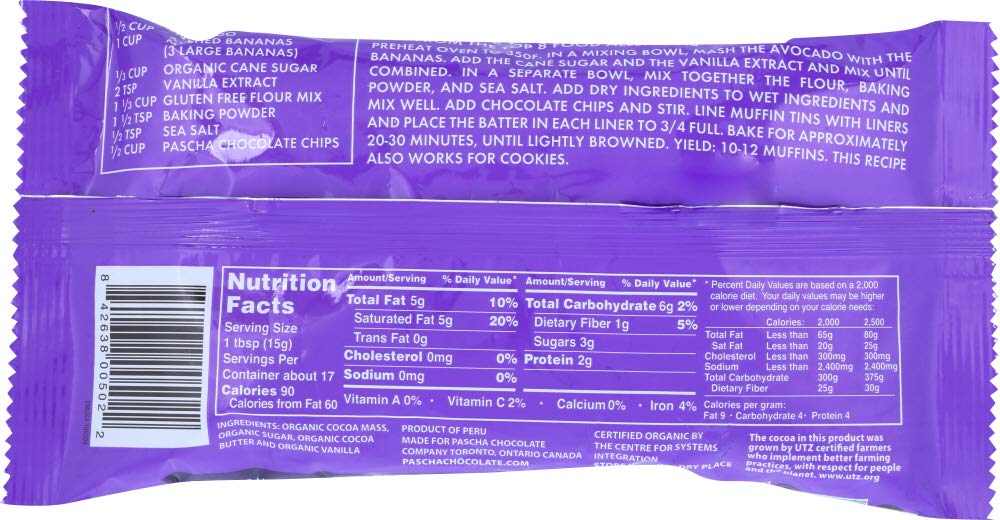 1/2 CUP
1 CUP BANANAS
(3 LARGE BANANAS)
1/3 CUP ORGANIC CANE SUGAR
2 TSP VANILLA EXTRACT
1 1/3 CUP GLUTEN FREE FLOUR MIX
1 1/2 TSP BAKING POWDER
1/2 TSP SEA SALT
1/2 CUP PASCHA CHOCOLATE CHIPS
PREHEAT OVEN TO 350F. IN A MIXING BOWL, MASH THE AVOCADO WITH THE
BANANAS. ADD THE CANE SUGAR AND THE VANILLA EXTRACT AND MIX UNTIL
COMBINED. IN A SEPARATE BOWL, MIX TOGETHER THE FLOUR, BAKING
POWDER, AND SEA SALT. ADD DRY INGREDIENTS TO WET INGREDIENTS AND
MIX WELL. ADD CHOCOLATE CHIPS AND STIR. LINE MUFFIN TINS WITH LINERS
AND PLACE THE BATTER IN EACH LINER TO 3/4 FULL. BAKE FOR APPROXIMATELY
20-30 MINUTES, UNTIL LIGHTLY BROWNED. YIELD: 10-12 MUFFINS. THIS RECIPE
ALSO WORKS FOR COOKIES.
8 42638 00502 2
Nutrition
Facts
Serving Size
1 tbsp (15g)
Servings Per
Container about 17
Calories 90
Calories from Fat 60
Amount/Serving % Daily Value*
Total Fat 5g 10%
Saturated Fat 5g 20%
Trans Fat 0g
Cholesterol 0mg 0%
Sodium 0mg 0%
Amount/Serving % Daily Value*
Total Carbohydrate 6g 2%
Dietary Fiber 1g 5%
Sugars 3g
Protein 2g
Vitamin A 0% · Vitamin C 2% · Calcium 0% · Iron 4%
* Percent Daily Values are based on a 2,000
calorie diet. Your daily values may be higher
or lower depending on your calorie needs:
Calories: 2,000 2,500
Total Fat Less than 65g 80g
Sat Fat Less than 20g 25g
Cholesterol Less than 300mg 300mg
Sodium Less than 2.400mg 2,400mg
Total Carbohydrate 300g 375g
Dietary Fiber 25g 30g
Calories per gram:
Fat 9 · Carbohydrate 4 · Protein 4
INGREDIENTS: ORGANIC COCOA MASS,
ORGANIC SUGAR, ORGANIC COCOA
BUTTER AND ORGANIC VANILLA
PRODUCT OF PERU
MADE FOR PASCHA CHOCOLATE
COMPANY TORONTO, ONTARIO CANADA
PASCHACHOCOLATE.COM
CERTIFIED ORGANIC BY
THE CENTRE FOR SYSTEMS
INTEGRATION
DRY PLACE
The cocoa in this product was
grown by UTZ certified farmers
who implement better farming
practices, with respect for people
and the planet. www.utz.org